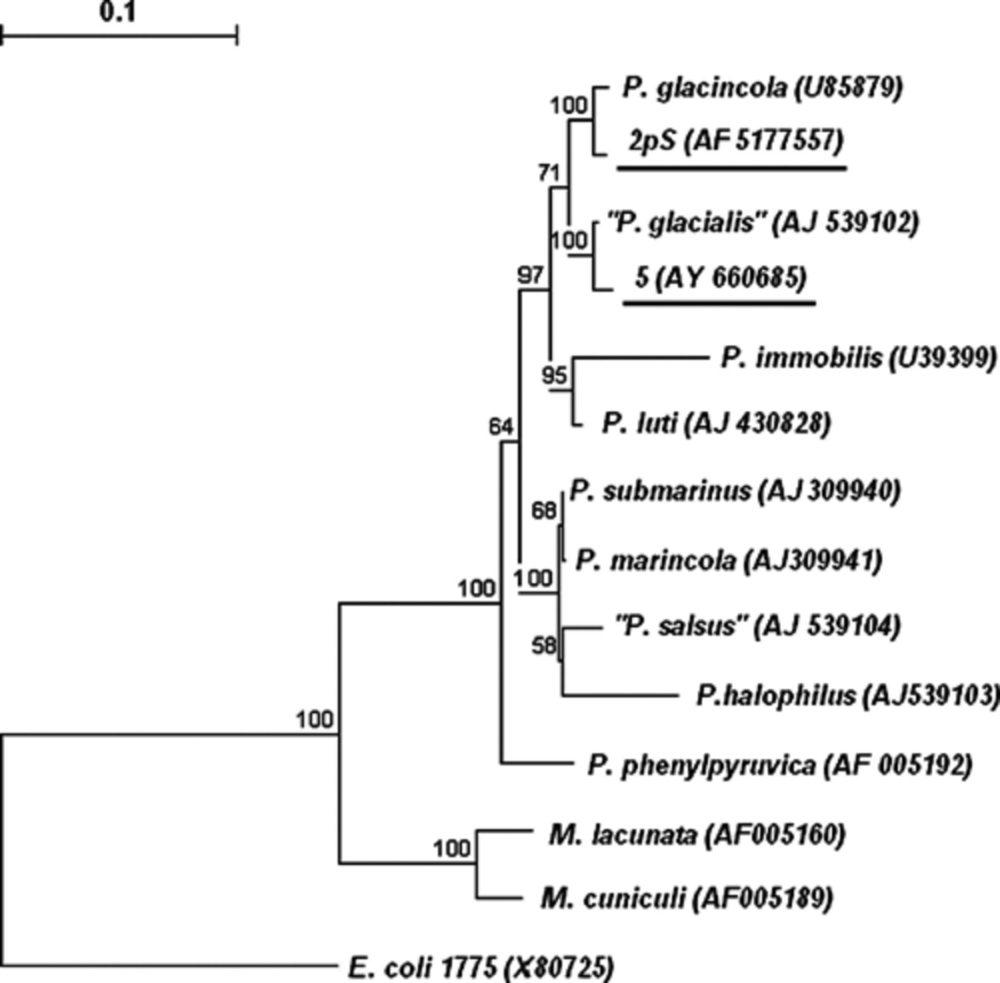 0.1
P. glacincola (U85879)
100
2pS (AF 5177557)
71
"P. glacialis" (AJ 539102)
100
97
5 (AY 660685)
P. immobilis (U39399)
95
P. luti (AJ 430828)
64
P. submarinus (AJ 309940)
68
P. marincola (AJ309941)
100
100
"P. salsus" (AJ 539104)
58
P.halophilus (AJ539103)
100
P. phenylpyruvica (AF 005192)
M. lacunata (AF005160)
100
M. cuniculi (AF005189)
E. coli 1775 (X80725)